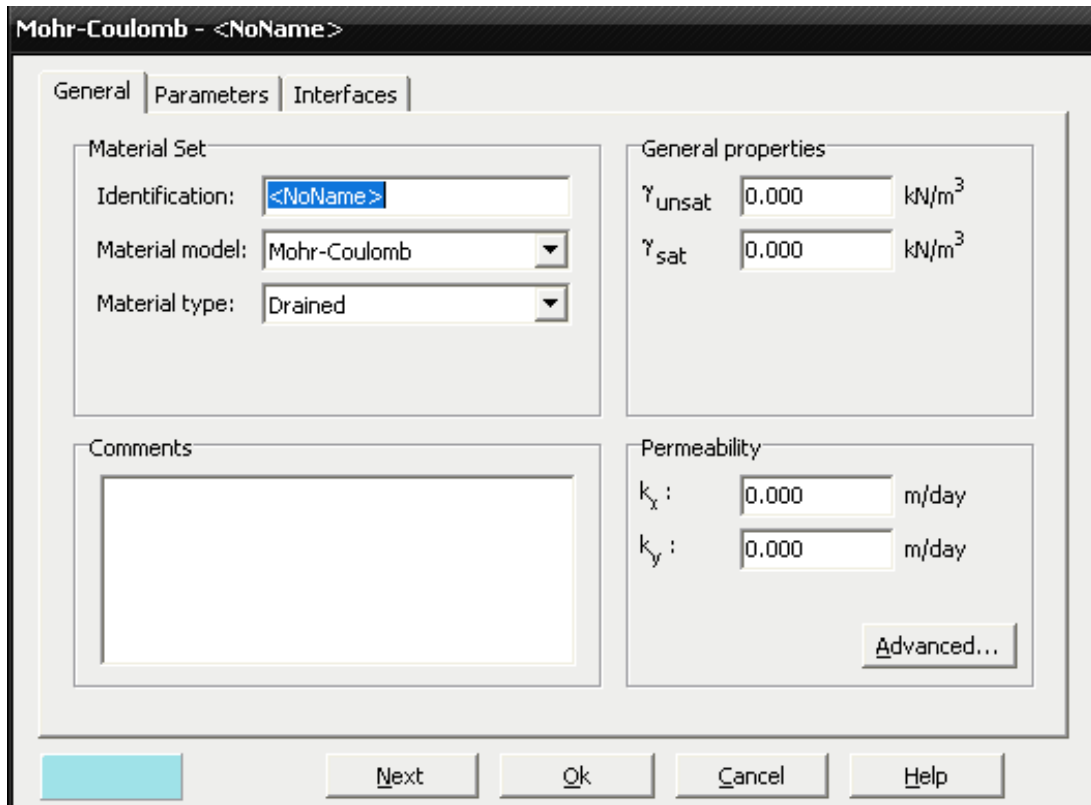 Mohr-Coulomb - <NoName>
General Parameters Interfaces
Material Set
Identification: <NoName>
Material model: Mohr-Coulomb
Material type: Drained
General properties
γunsat 0.000 kN/m³
γsat 0.000 kN/m³
Comments
Permeability
kx : 0.000 m/day
ky : 0.000 m/day
Advanced...
Next Ok Cancel Help